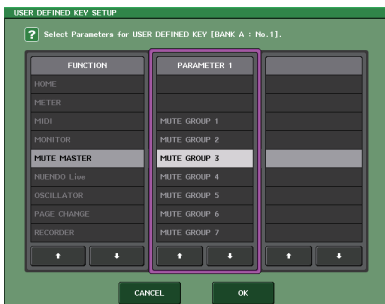 USER DEFINED KEY SETUP
? Select Parameters for USER DEFINED KEY [BANK A : No.1].
FUNCTION PARAMETER 1
HOME
METER
MIDI MUTE GROUP 1
MONITOR MUTE GROUP 2
MUTE MASTER MUTE GROUP 3
NUENDO Live MUTE GROUP 4
OSCILLATOR MUTE GROUP 5
PAGE CHANGE MUTE GROUP 6
RECORDER MUTE GROUP 7
CANCEL OK